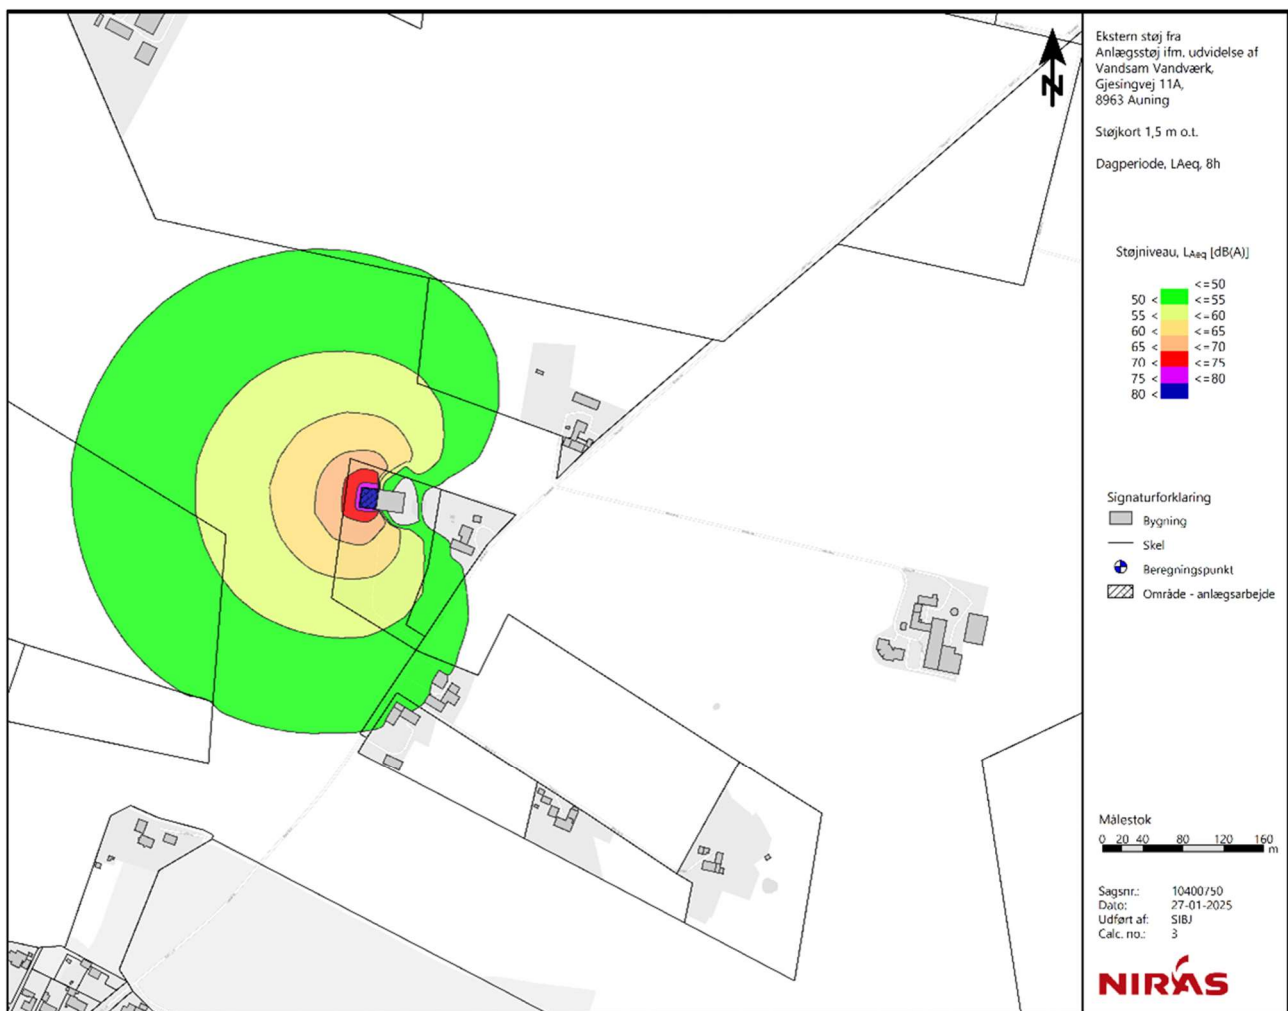 N
Ekstern støj fra
Anlægsstøj ifm. udvidelse af
Vandsam Vandværk,
Gjesingvej 11A,
8963 Auning
Støjkort 1,5 m o.t.
Dagperiode, LAeq, 8h
Støjniveau, LAeq [dB(A)]
<=50
50 < <=55
55 < <=60
60 < <=65
65 < <=70
70 < <=75
75 < <=80
80 <
Signaturforklaring
Bygning
Skel
Beregningspunkt
Område - anlægsarbejde
Målestok
0 20 40 80 120 160
m
Sagsnr.: 10400750
Dato: 27-01-2025
Udført af: SIBJ
Calc. no.: 3
NIRAS